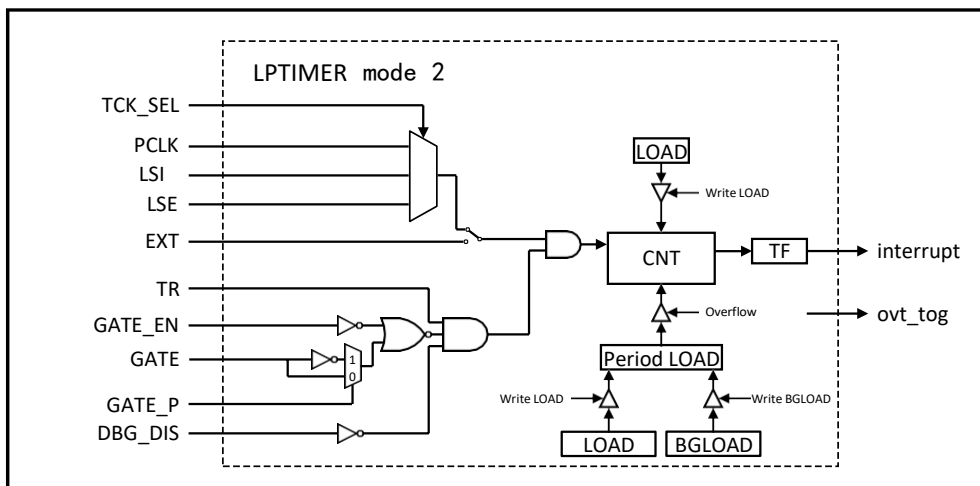 LPTIMER mode 2
TCK_SEL
PCLK
LSI
LSE
EXT
TR
GATE_EN
GATE
GATE_P
DBG_DIS
1
0
LOAD
Write LOAD
CNT
TF
interrupt
Overflow
ovt_tog
Period LOAD
Write LOAD
Write BGLOAD
LOAD
BGLOAD